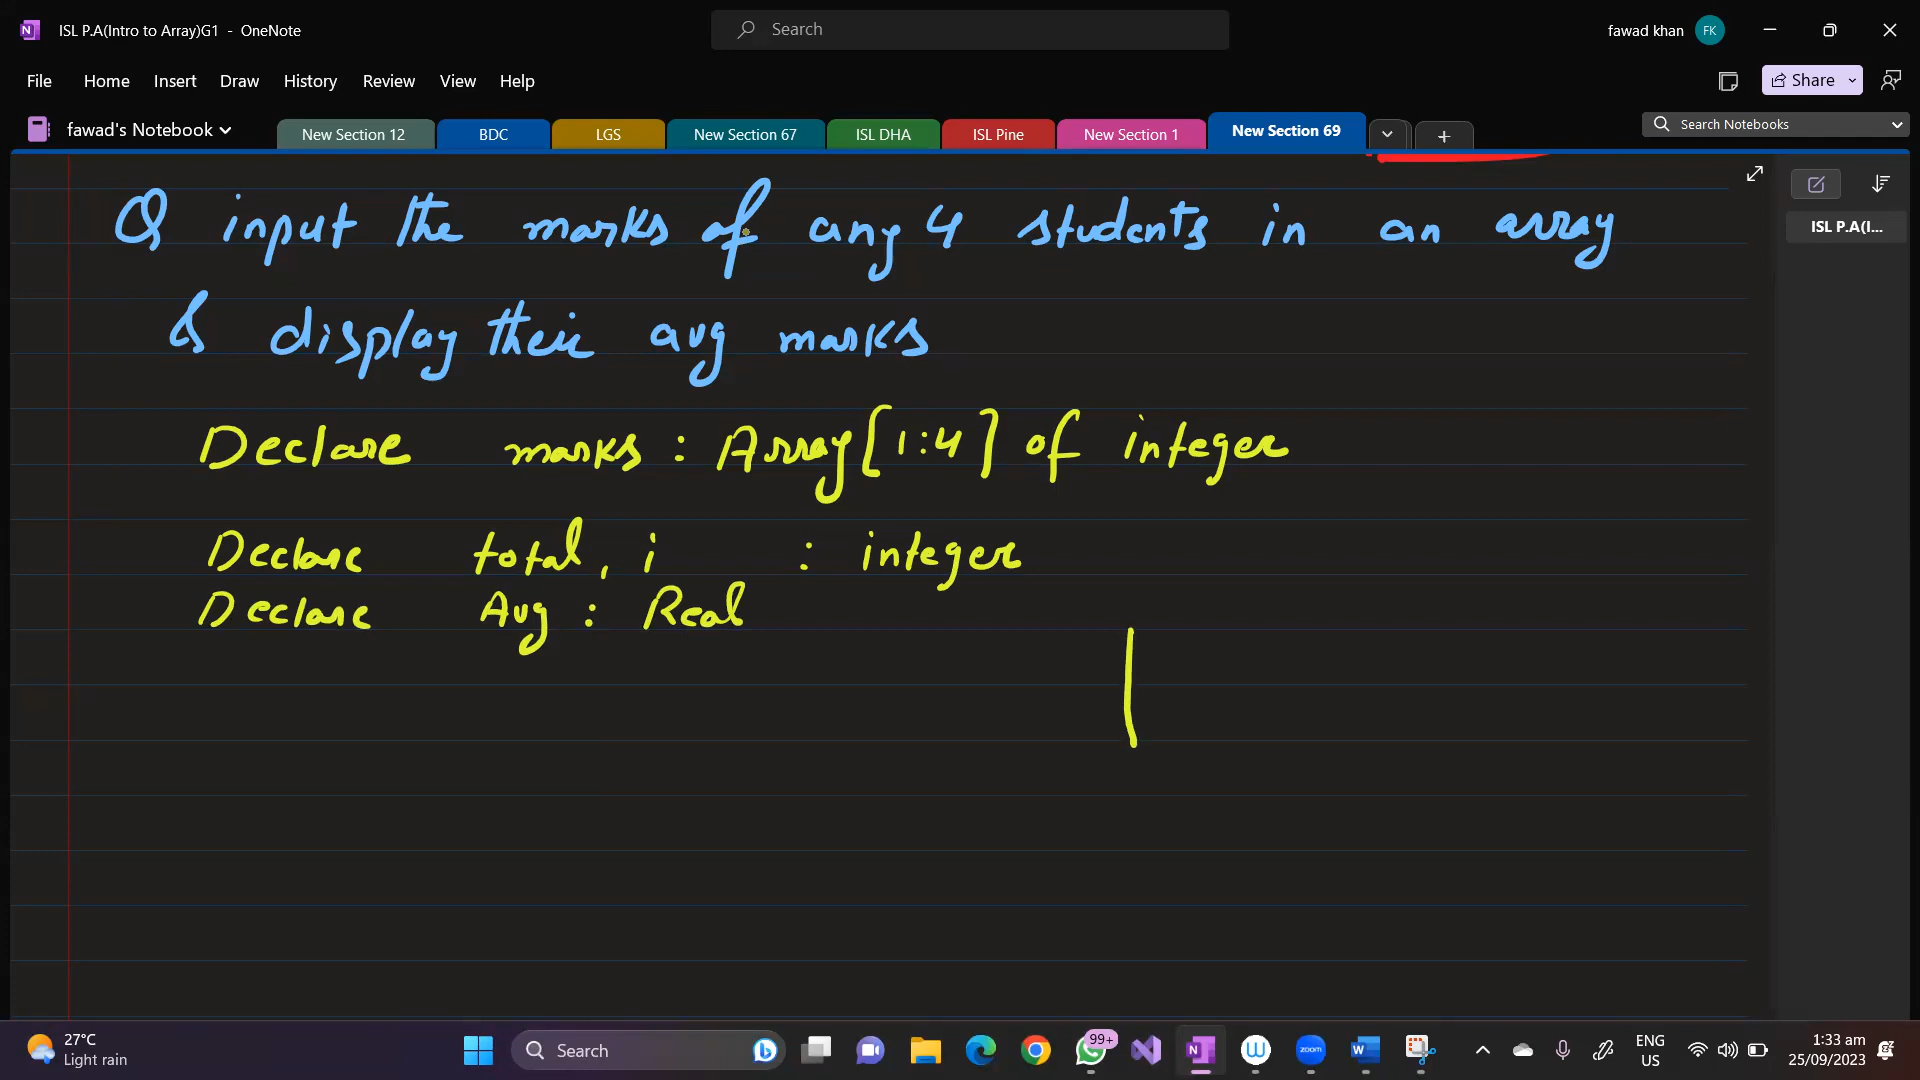 ISL P.A(Intro to Array)G1 - OneNote
Search
fawad khan FK
File Home Insert Draw History Review View Help
Share
fawad's Notebook
New Section 12 BDC LGS New Section 67 ISL DHA ISL Pine New Section 1 New Section 69
Search Notebooks
ISL P.A(I...
Q input the marks of any 4 students in an array
& display their avg marks
Declare marks : Array[1:4] of integer
Declare total, i : integer
Declare Avg : Real
27°C
Light rain
Search
99+
zoom
ENG
US
1:33 am
25/09/2023